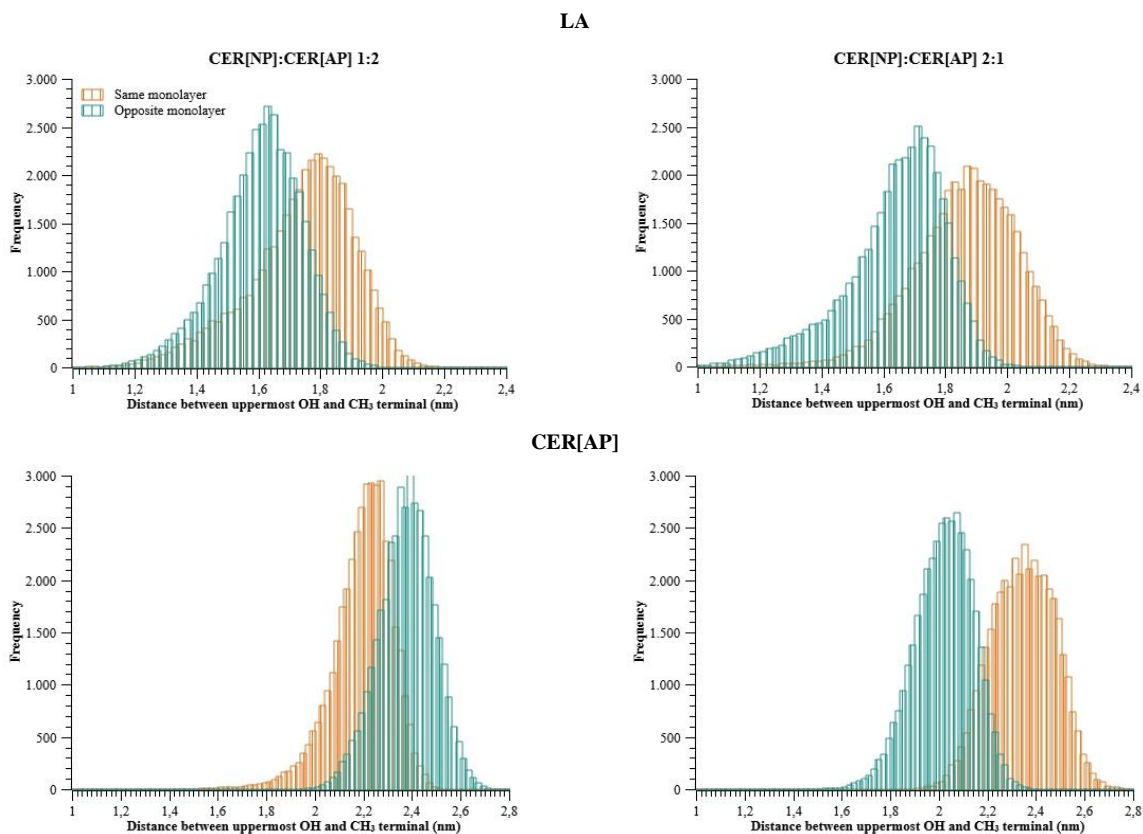 LA
CER[NP]:CER[AP] 1:2
3.000
2.500
2.000
1.500
1.000
500
0
Frequency
Same monolayer
Opposite monolayer
1 1,2 1,4 1,6 1,8 2 2,2 2,4
Distance between uppermost OH and CH₃ terminal (nm)
CER[NP]:CER[AP] 2:1
3.000
2.500
2.000
1.500
1.000
500
0
Frequency
1 1,2 1,4 1,6 1,8 2 2,2 2,4
Distance between uppermost OH and CH₃ terminal (nm)
CER[AP]
3.000
2.500
2.000
1.500
1.000
500
0
Frequency
1 1,2 1,4 1,6 1,8 2 2,2 2,4 2,6 2,8
Distance between uppermost OH and CH₃ terminal (nm)
3.000
2.500
2.000
1.500
1.000
500
0
Frequency
1 1,2 1,4 1,6 1,8 2 2,2 2,4 2,6 2,8
Distance between uppermost OH and CH₃ terminal (nm)